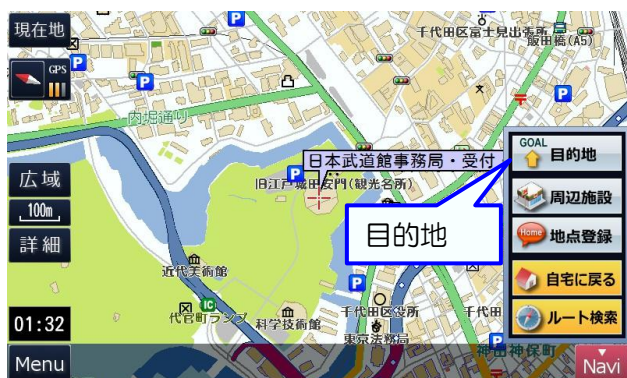 現在地
千代田区富士見出張所
飯田橋(A5)
GPS
内堀通り
日本武道館事務局・受付
旧江戸城田安門(観光名所)
GOAL
目的地
周辺施設
Home
地点登録
自宅に戻る
ルート検索
目的地
広域
100m
詳細
近代美術館
IC
代官町ランプ
科学技術館
千代田区役所
千代田
東京法務局
神田神保町
01:32
Menu
Navi
P
P
P
P
P
P
P